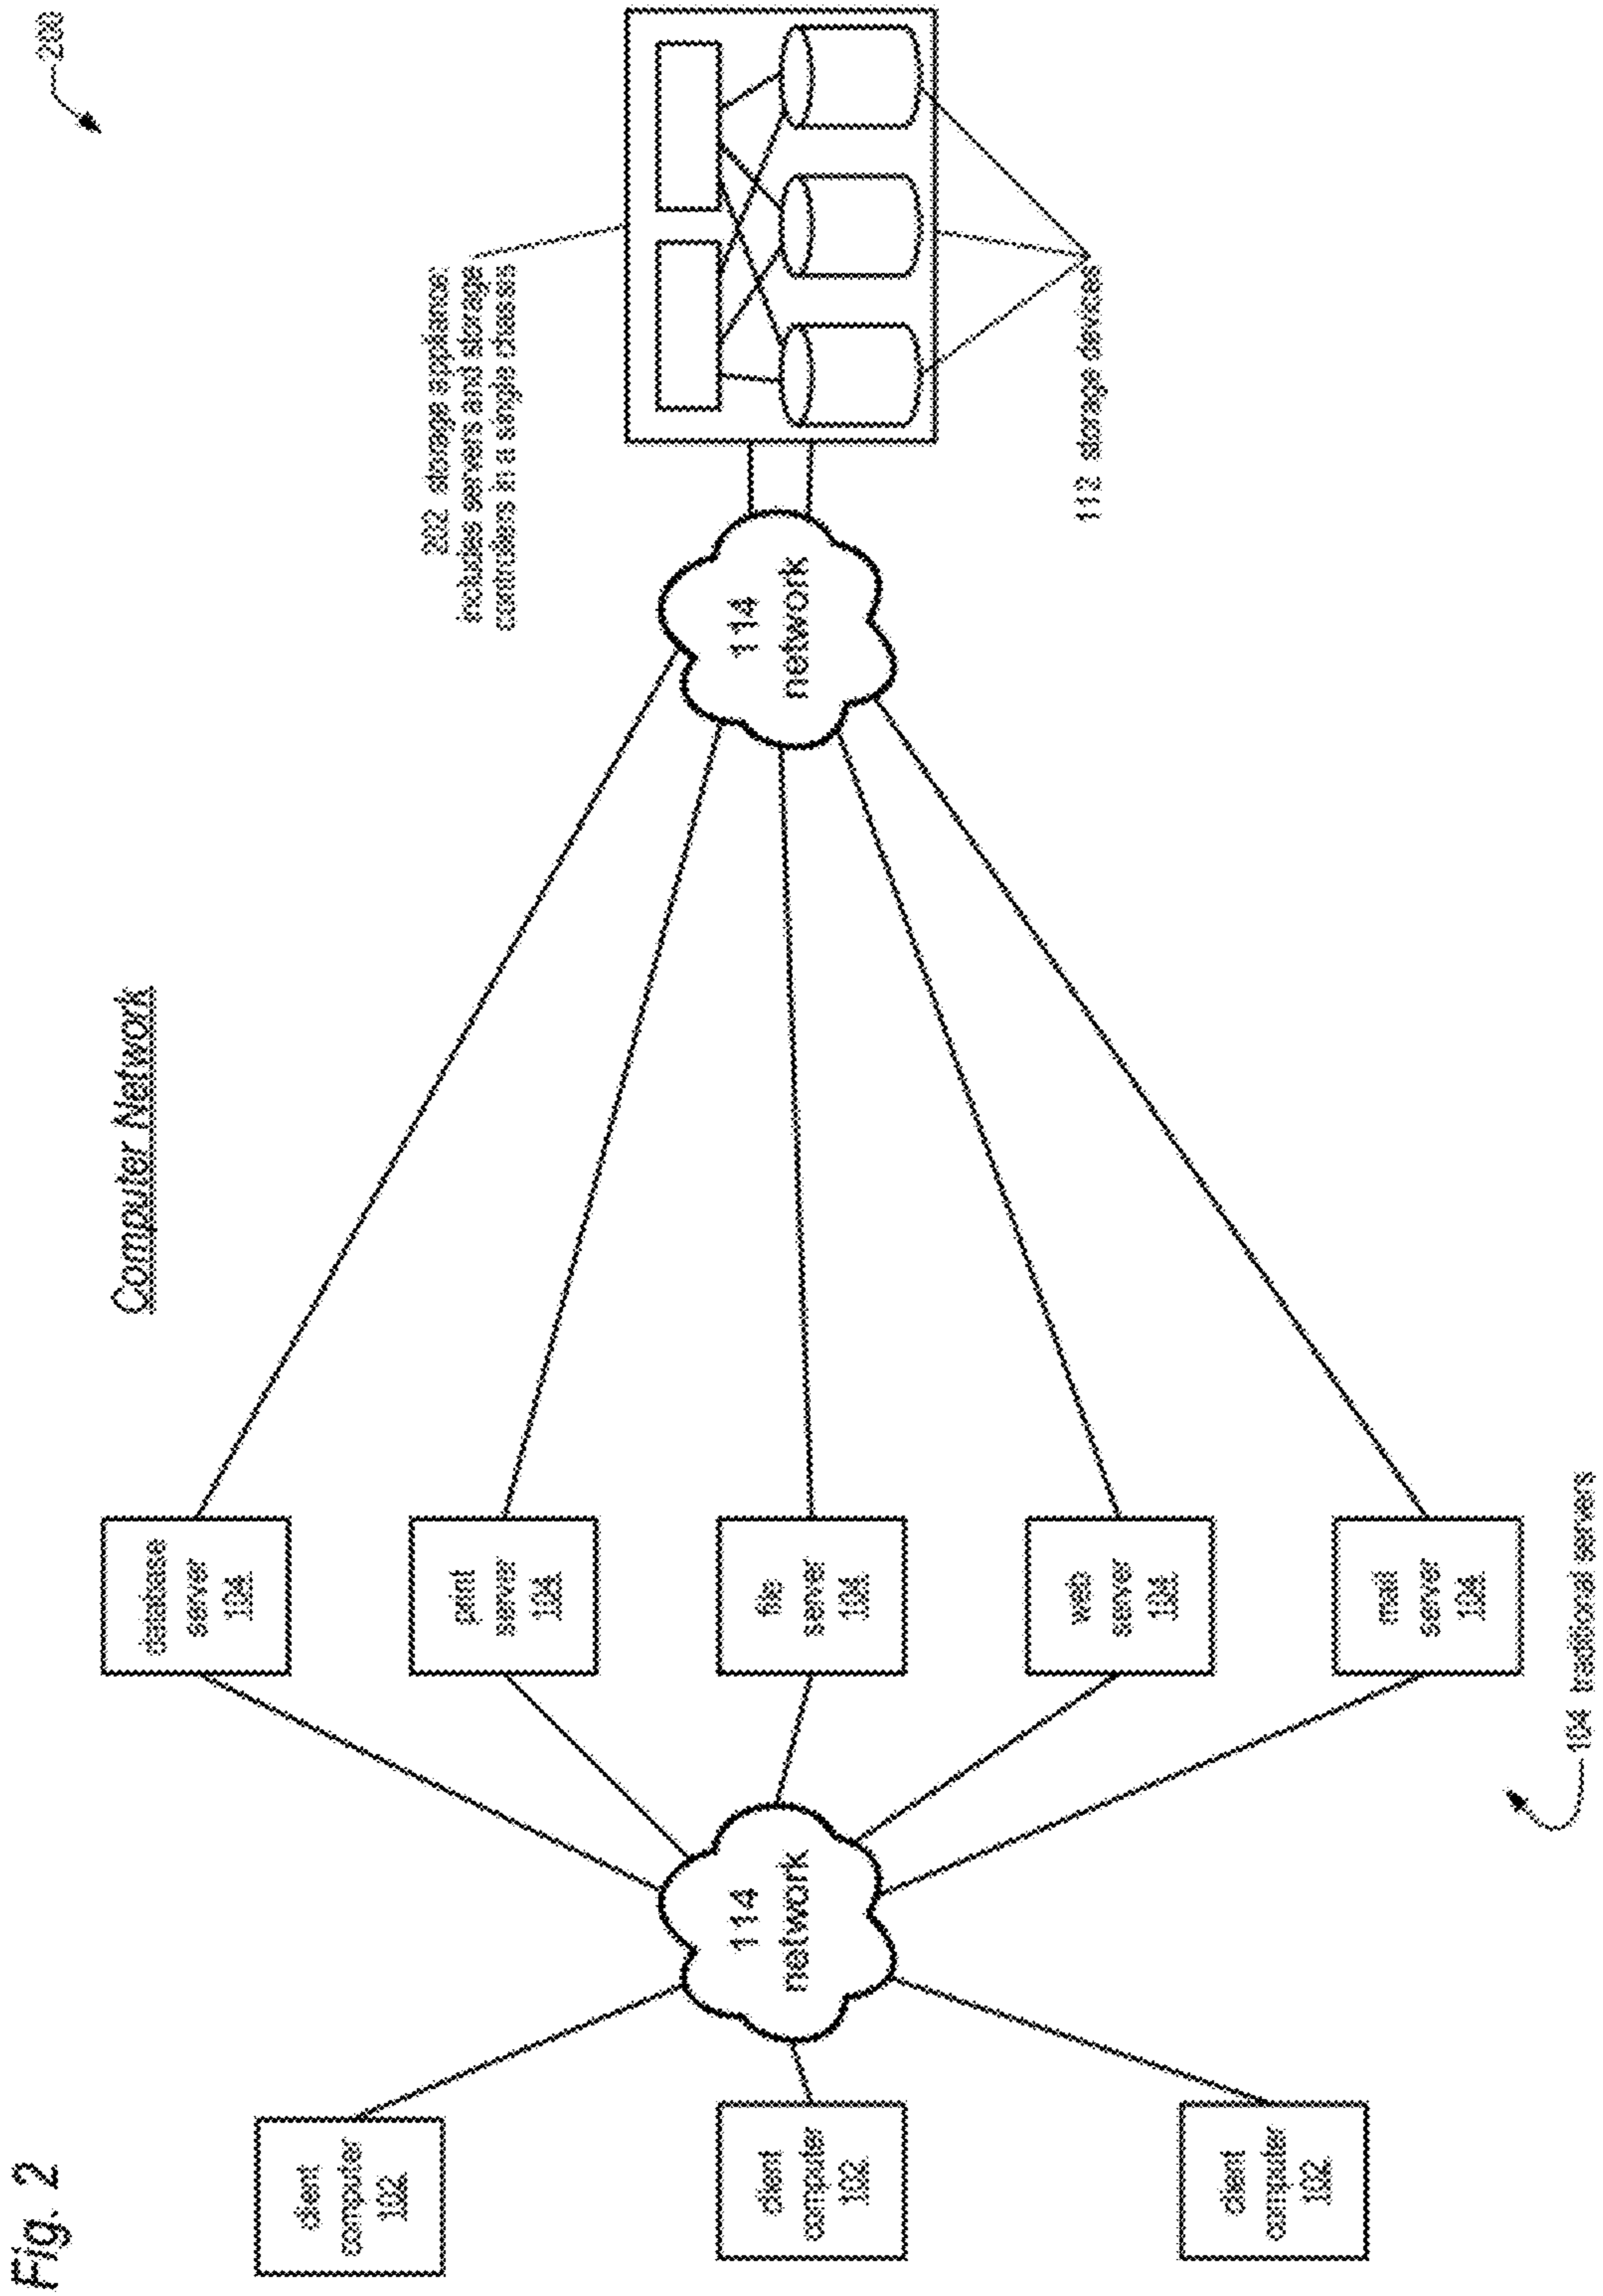 Fig. 2
Computer Network
200
client
computer
102
client
computer
102
client
computer
102
114
network
database
server
104
print
server
104
file
server
104
web
server
104
mail
server
104
104 traditional servers
114
network
202 storage appliance:
includes servers and storage
controllers in a single chassis
112 storage devices